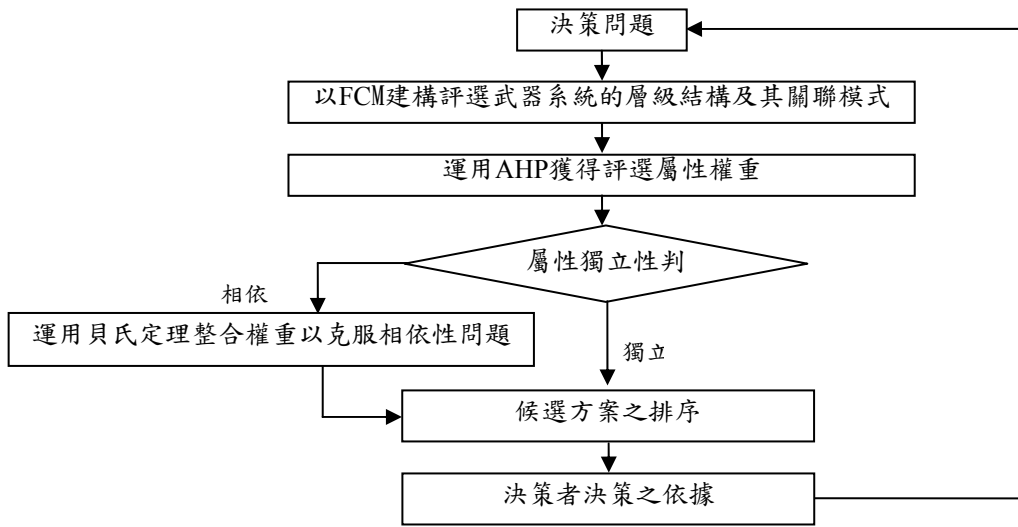 決策問題
以FCM建構評選武器系統的層級結構及其關聯模式
運用AHP獲得評選屬性權重
屬性獨立性判
相依
運用貝氏定理整合權重以克服相依性問題
獨立
候選方案之排序
決策者決策之依據